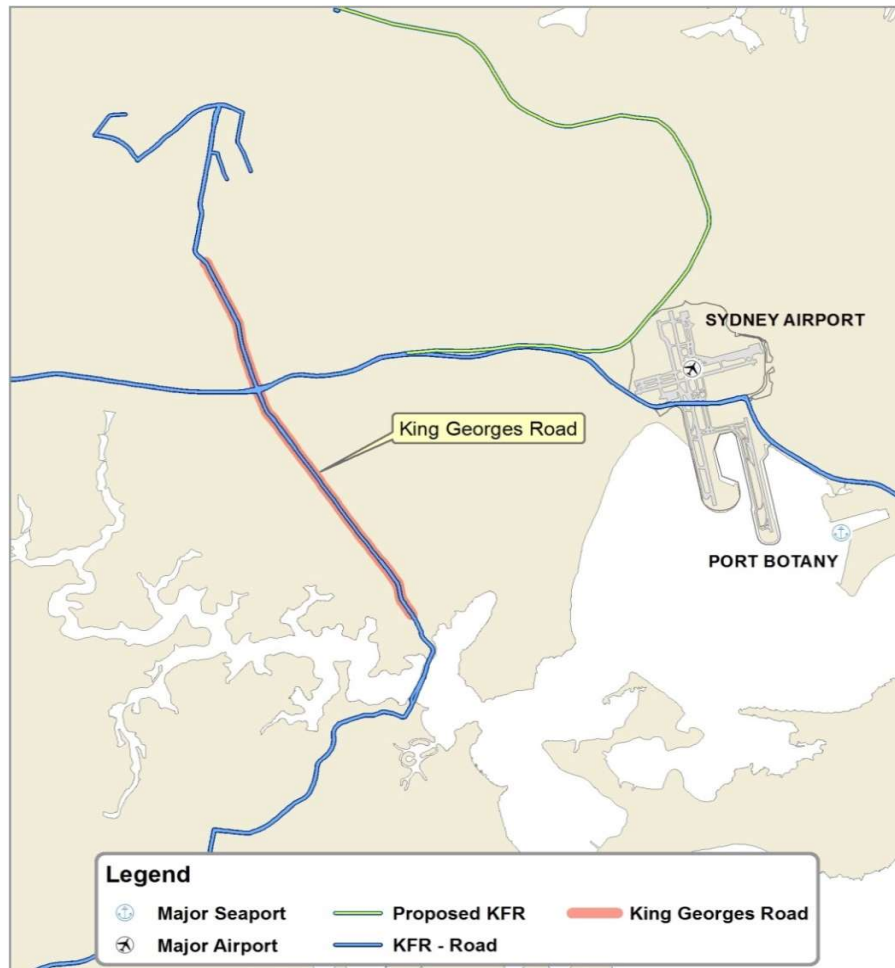 SYDNEY AIRPORT
King Georges Road
PORT BOTANY
Legend
Major Seaport
Proposed KFR
King Georges Road
Major Airport
KFR - Road